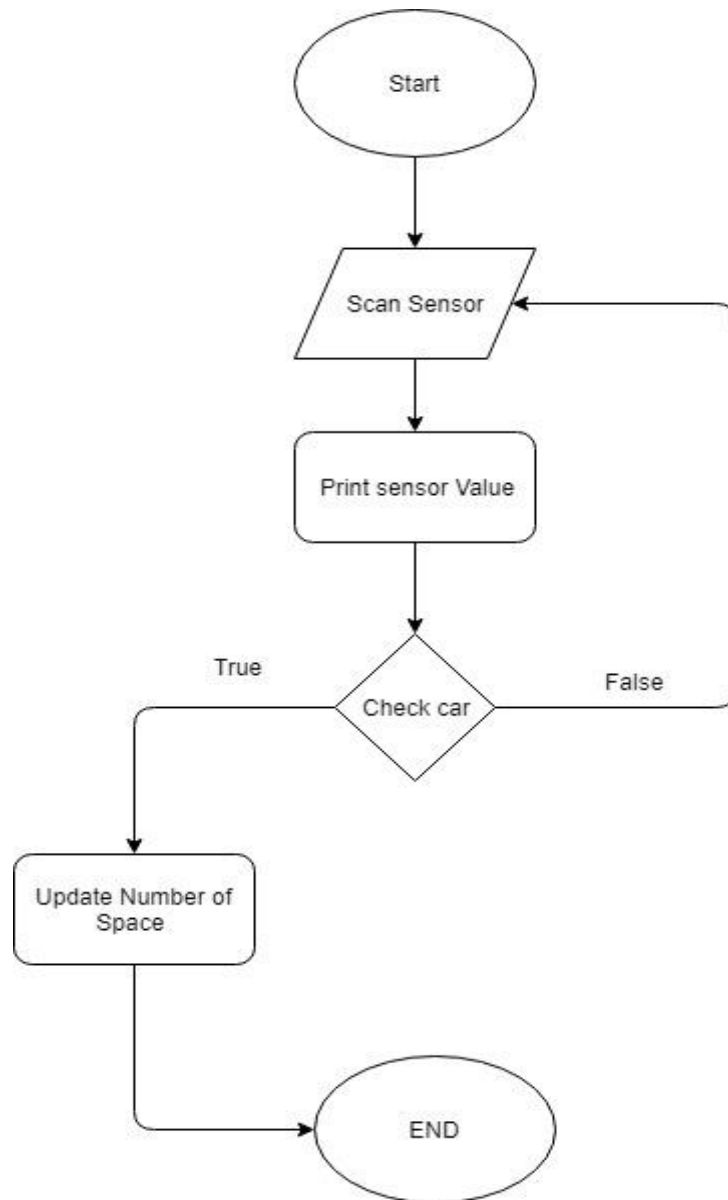 Start
Scan Sensor
Print sensor Value
True
False
Check car
Update Number of
Space
END